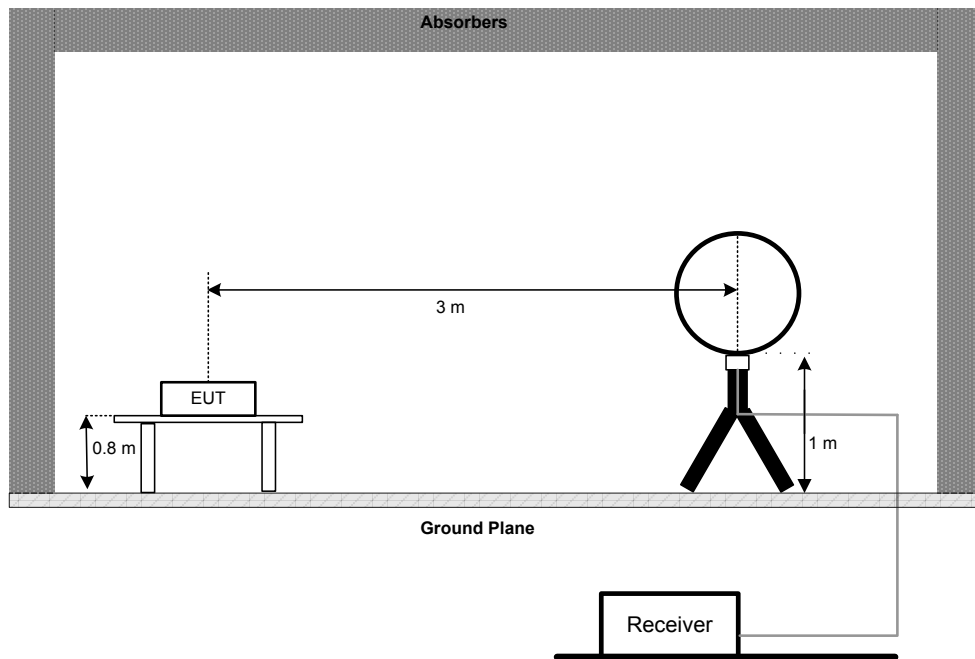 Absorbers
3 m
EUT
0.8 m
1 m
Ground Plane
Receiver